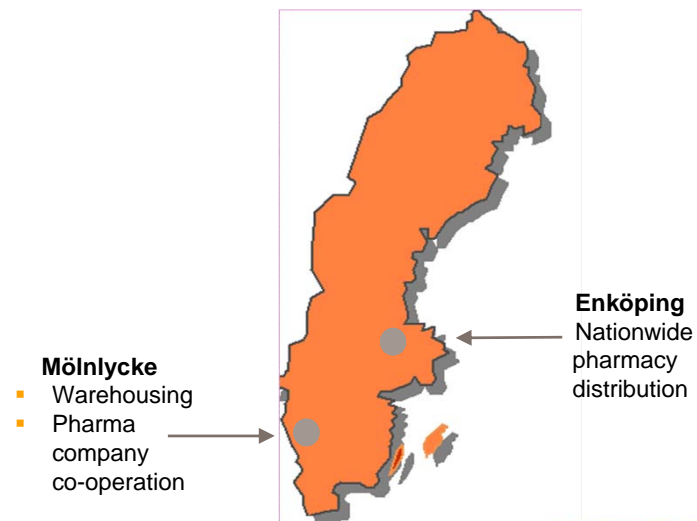 Enköping
Nationwide
pharmacy
distribution
Mölnlycke
▪ Warehousing
▪ Pharma
company
co-operation